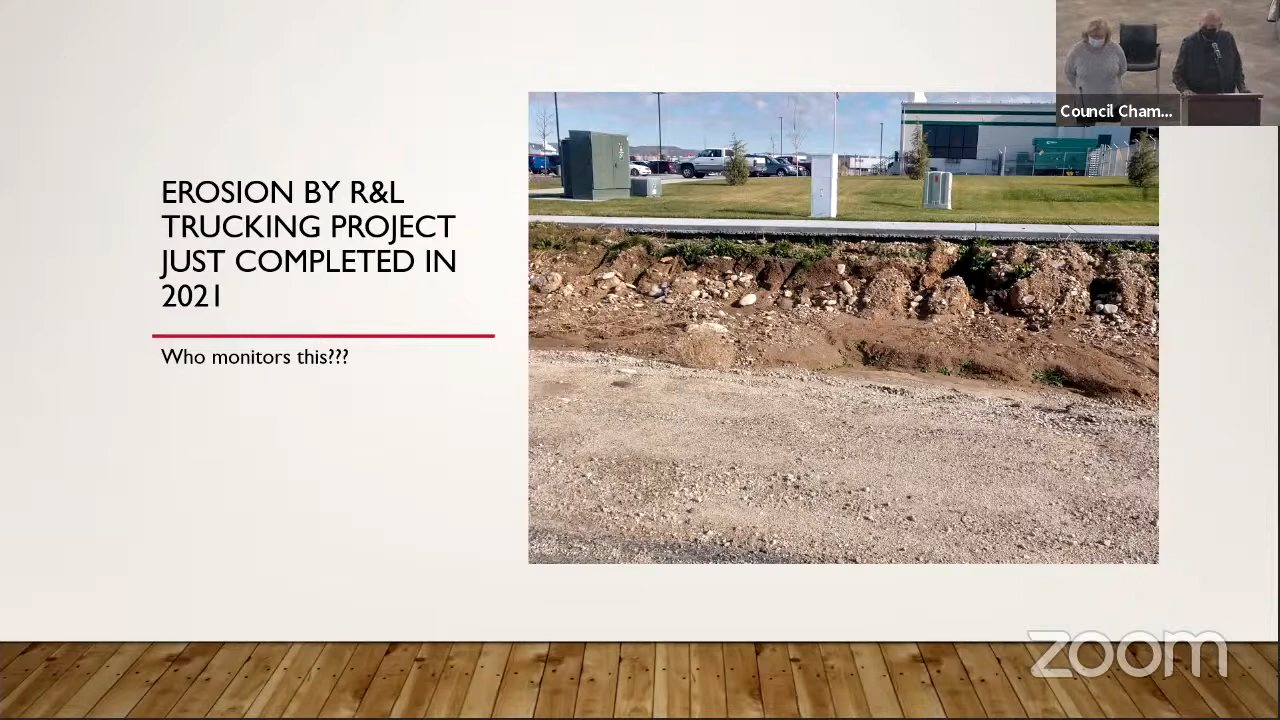 Council Cham...
EROSION BY R&L
TRUCKING PROJECT
JUST COMPLETED IN
2021
Who monitors this???
zoom